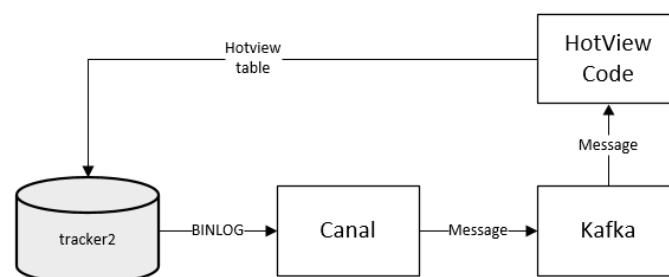 Hotview
table
HotView
Code
Message
tracker2
BINLOG
Canal
Message
Kafka